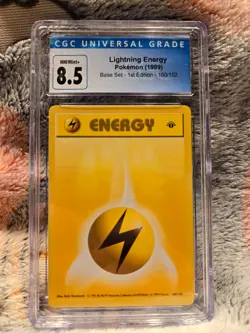 CGC UNIVERSAL GRADE
NM/Mint+
8.5
Lightning Energy
Pokémon (1999)
Base Set - 1st Edition - 100/102
ENERGY